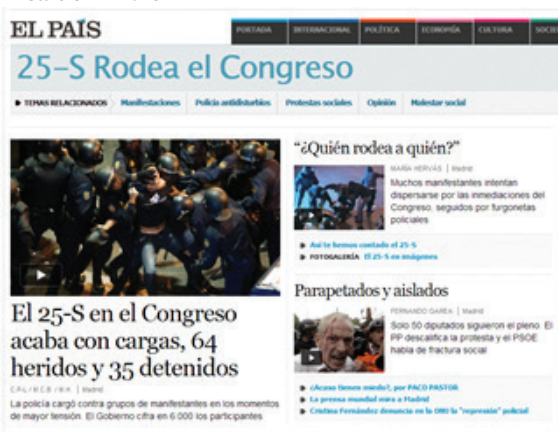 EL PAÍS
PORTADA INTERNACIONAL POLÍTICA ECONOMÍA CULTURA
25-S Rodea el Congreso
TEMAS RELACIONADOS Manifestaciones Policía antidisturbios Protestas sociales Opinión Malestar social
“¿Quién rodea a quién?”
MARÍA HERVÁS | Madrid
Muchos manifestantes intentan
dispersarse por las inmediaciones del
Congreso, seguidos por furgonetas
policiales
Así te hemos contado el 25-S
FOTOGALERÍA El 25-S en imágenes
El 25-S en el Congreso
acaba con cargas, 64
heridos y 35 detenidos
| Madrid
La policía cargó contra grupos de manifestantes en los momentos
de mayor tensión. El Gobierno cifra en 6.000 los participantes
Parapetados y aislados
FERNANDO GAREA | Madrid
Solo 50 diputados siguieron el pleno. El
PP descalifica la protesta y el PSOE
habla de fractura social
¿Acaso tienen miedo?, por PACO PASTOR
La prensa mundial mira a Madrid
Cristina Fernández denuncia en la ONU la "represión" policial